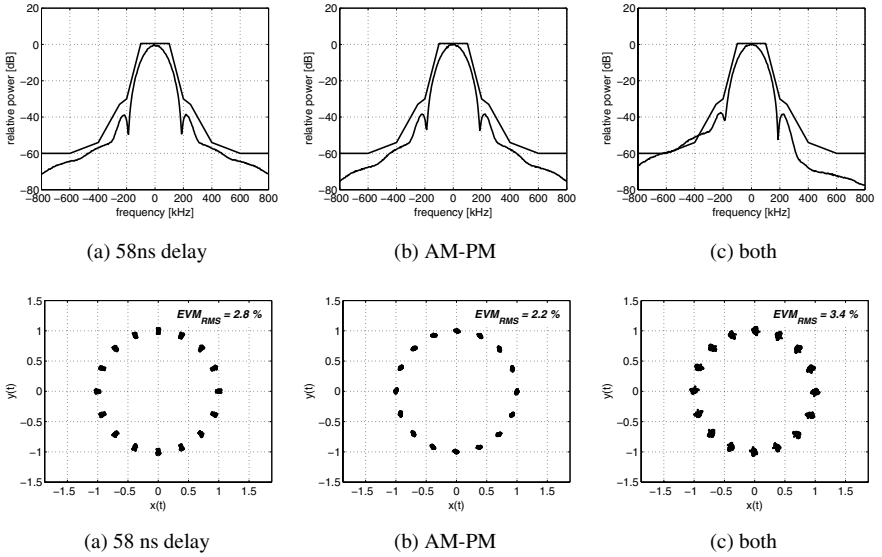 0
−20
−40
−60
−80
relative power [dB]
−800 −600 −400 −200 0 200 400 600 800
frequency [kHz]
(a) 58ns delay
0
−20
−40
−60
−80
relative power [dB]
−800 −600 −400 −200 0 200 400 600 800
frequency [kHz]
(b) AM-PM
0
−20
−40
−60
−80
relative power [dB]
−800 −600 −400 −200 0 200 400 600 800
frequency [kHz]
(c) both
EVM_RMS = 2.8 %
1.5
1
0.5
0
−0.5
−1
−1.5
y(t)
−1.5 −1 −0.5 0 0.5 1 1.5
x(t)
(a) 58 ns delay
EVM_RMS = 2.2 %
1.5
1
0.5
0
−0.5
−1
−1.5
y(t)
−1.5 −1 −0.5 0 0.5 1 1.5
x(t)
(b) AM-PM
EVM_RMS = 3.4 %
1.5
1
0.5
0
−0.5
−1
−1.5
y(t)
−1.5 −1 −0.5 0 0.5 1 1.5
x(t)
(c) both